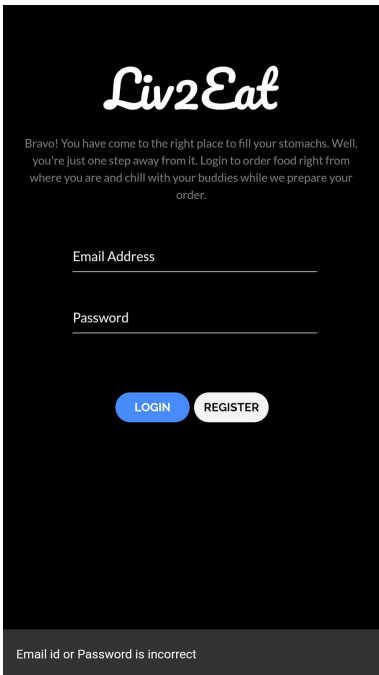 Liv2Eat
Bravo! You have come to the right place to fill your stomachs. Well,
you're just one step away from it. Login to order food right from
where you are and chill with your buddies while we prepare your
order.
Email Address
Password
LOGIN REGISTER
Email id or Password is incorrect